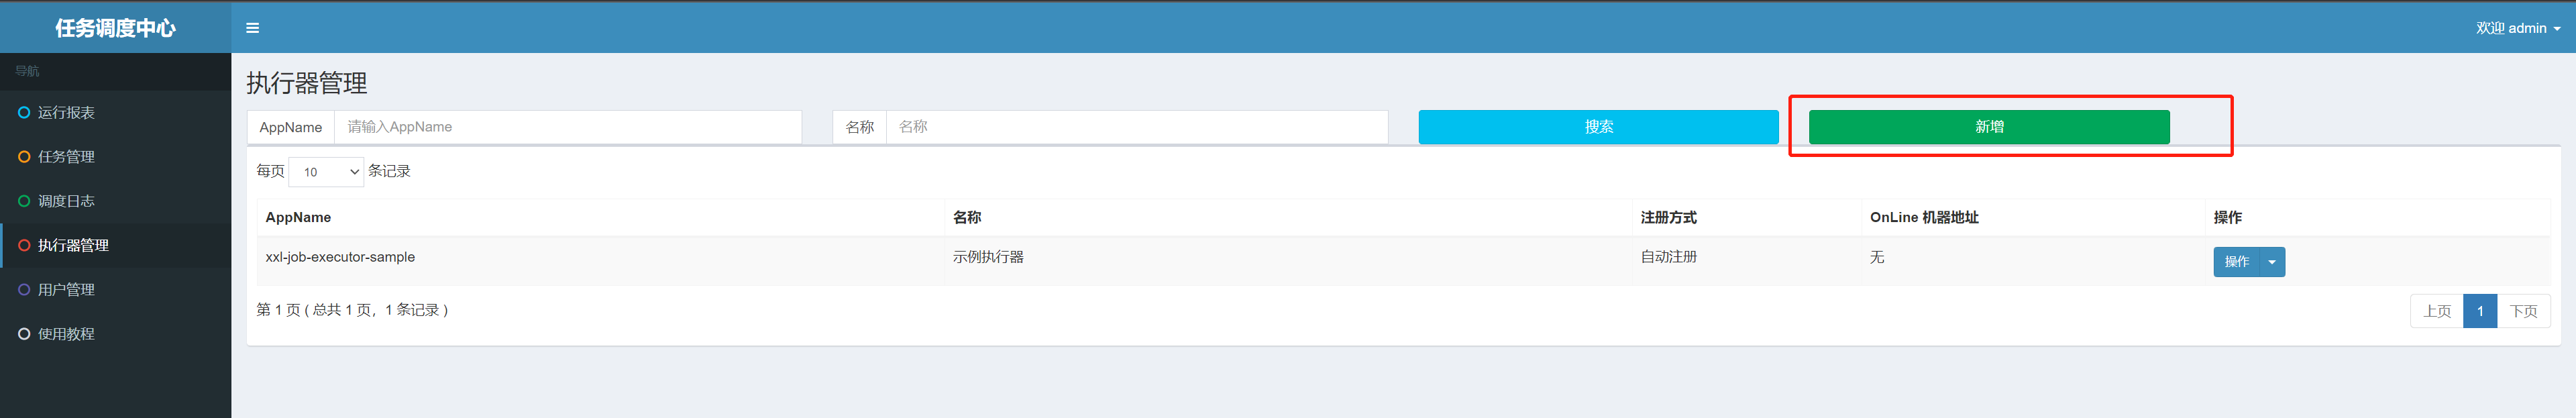 任务调度中心
欢迎 admin
导航
运行报表
任务管理
调度日志
执行器管理
用户管理
使用教程
执行器管理
AppName 请输入AppName 名称 名称 搜索 新增
每页 10 条记录
AppName 名称 注册方式 OnLine 机器地址 操作
xxl-job-executor-sample 示例执行器 自动注册 无 操作
第 1 页 ( 总共 1 页，1 条记录 ) 上页 1 下页